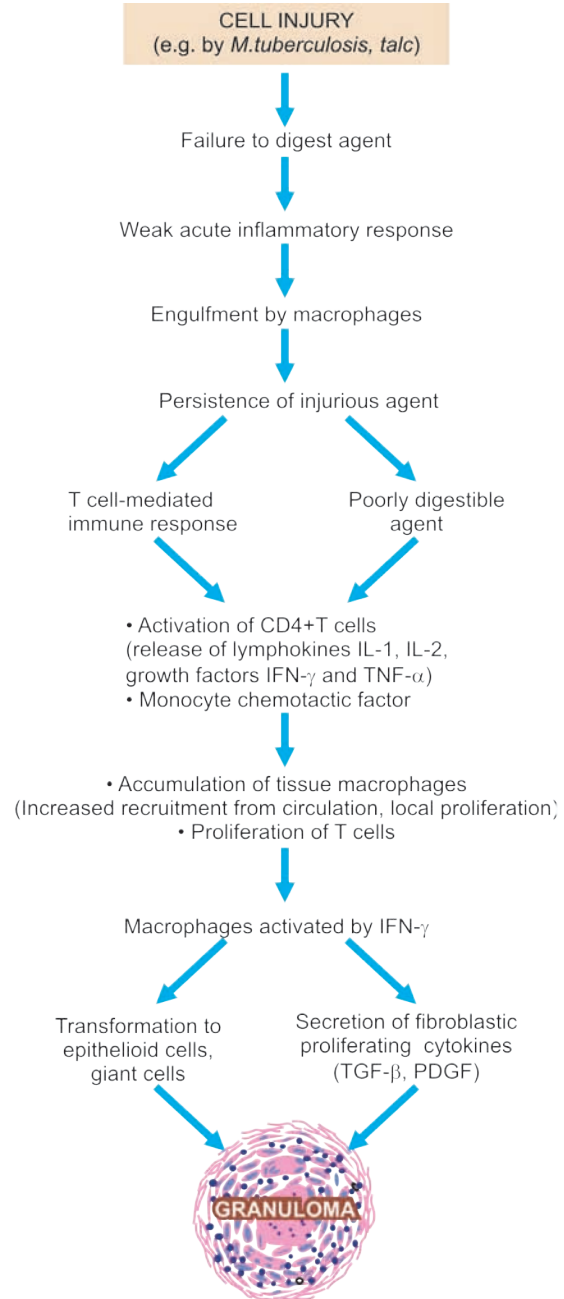 CELL INJURY
(e.g. by M.tuberculosis, talc)
Failure to digest agent
Weak acute inflammatory response
Engulfment by macrophages
Persistence of injurious agent
T cell-mediated
immune response
Poorly digestible
agent
• Activation of CD4+T cells
(release of lymphokines IL-1, IL-2,
growth factors IFN-γ and TNF-α)
• Monocyte chemotactic factor
• Accumulation of tissue macrophages
(Increased recruitment from circulation, local proliferation)
• Proliferation of T cells
Macrophages activated by IFN-γ
Transformation to
epithelioid cells,
giant cells
Secretion of fibroblastic
proliferating cytokines
(TGF-β, PDGF)
GRANULOMA